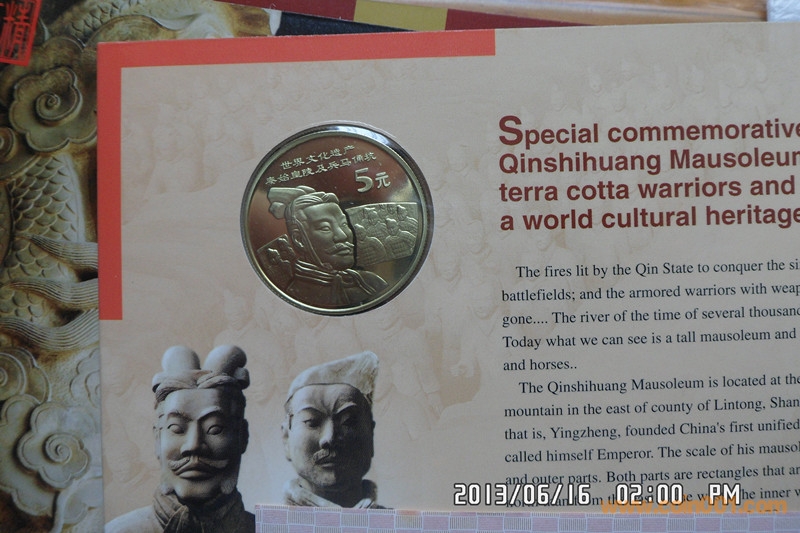 世界文化遗产
秦始皇陵及兵马俑坑
5元
Special commemorative
Qinshihuang Mausoleum
terra cotta warriors and
a world cultural heritage
The fires lit by the Qin State to conquer the si
battlefields; and the armored warriors with weap
gone.... The river of the time of several thousan
Today what we can see is a tall mausoleum and
and horses..
The Qinshihuang Mausoleum is located at the
mountain in the east of county of Lintong, Shan
that is, Yingzheng, founded China's first unified
called himself Emperor. The scale of his mausol
and outer parts. Both parts are rectangles that ar
2013/06/16 02:00 PM